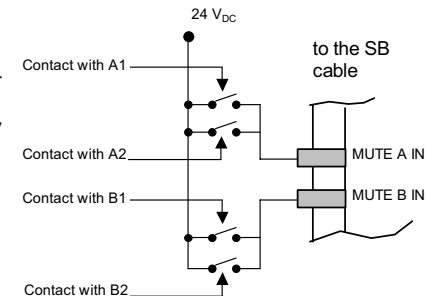 24 VDC
Contact with A1
to the SB
cable
Contact with A2
MUTE A IN
Contact with B1
MUTE B IN
Contact with B2